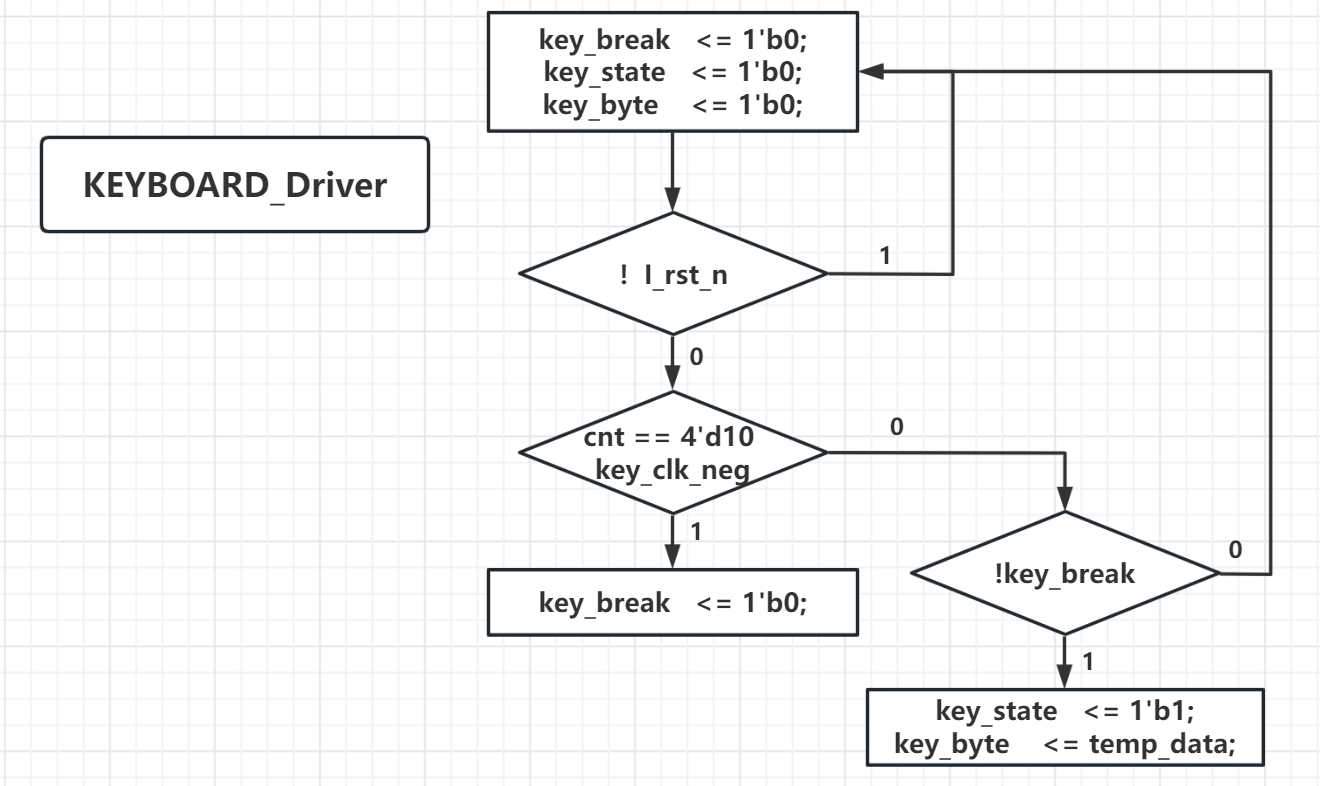 key_break <= 1'b0;
key_state <= 1'b0;
key_byte <= 1'b0;
KEYBOARD_Driver
! I_rst_n
1
0
cnt == 4'd10
key_clk_neg
0
1
!key_break
0
key_break <= 1'b0;
1
key_state <= 1'b1;
key_byte <= temp_data;